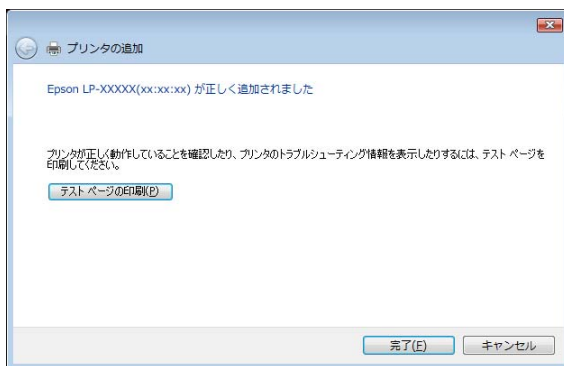 プリンタの追加
Epson LP-XXXXX(xx:xx:xx) が正しく追加されました
プリンタが正しく動作していることを確認したり、プリンタのトラブルシューティング情報を表示したりするには、テスト ページを
印刷してください。
テスト ページの印刷(P)
完了(F) キャンセル